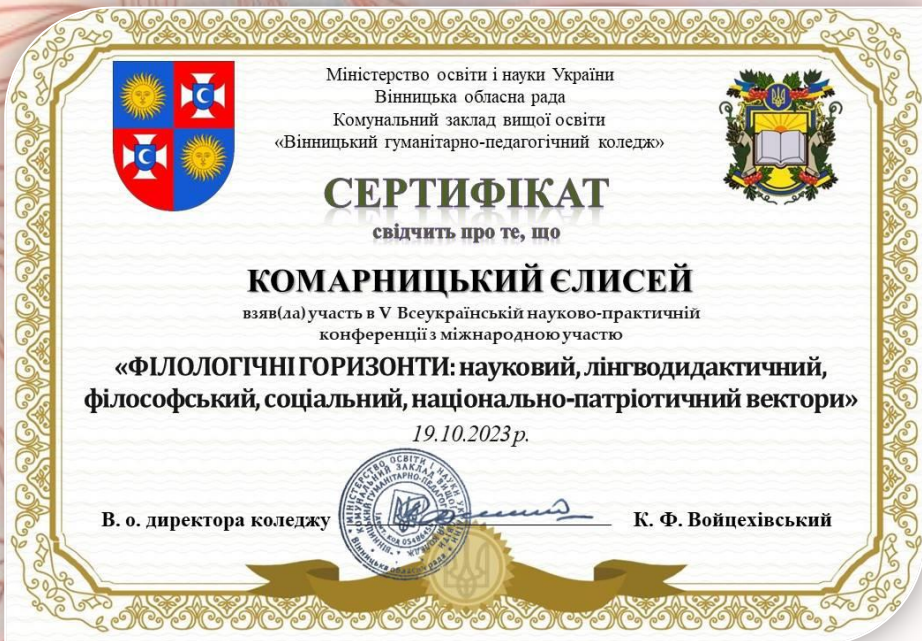 Міністерство освіти і науки України
Вінницька обласна рада
Комунальний заклад вищої освіти
«Вінницький гуманітарно-педагогічний коледж»
СЕРТИФІКАТ
свідчить про те, що
КОМАРНИЦЬКИЙ ЄЛИСЕЙ
взяв(ла) участь в V Всеукраїнській науково-практичній
конференції з міжнародною участю
«ФІЛОЛОГІЧНІ ГОРИЗОНТИ: науковий, лінгводидактичний,
філософський, соціальний, національно-патріотичний вектори»
19.10.2023 р.
В. о. директора коледжу
К. Ф. Войцехівський